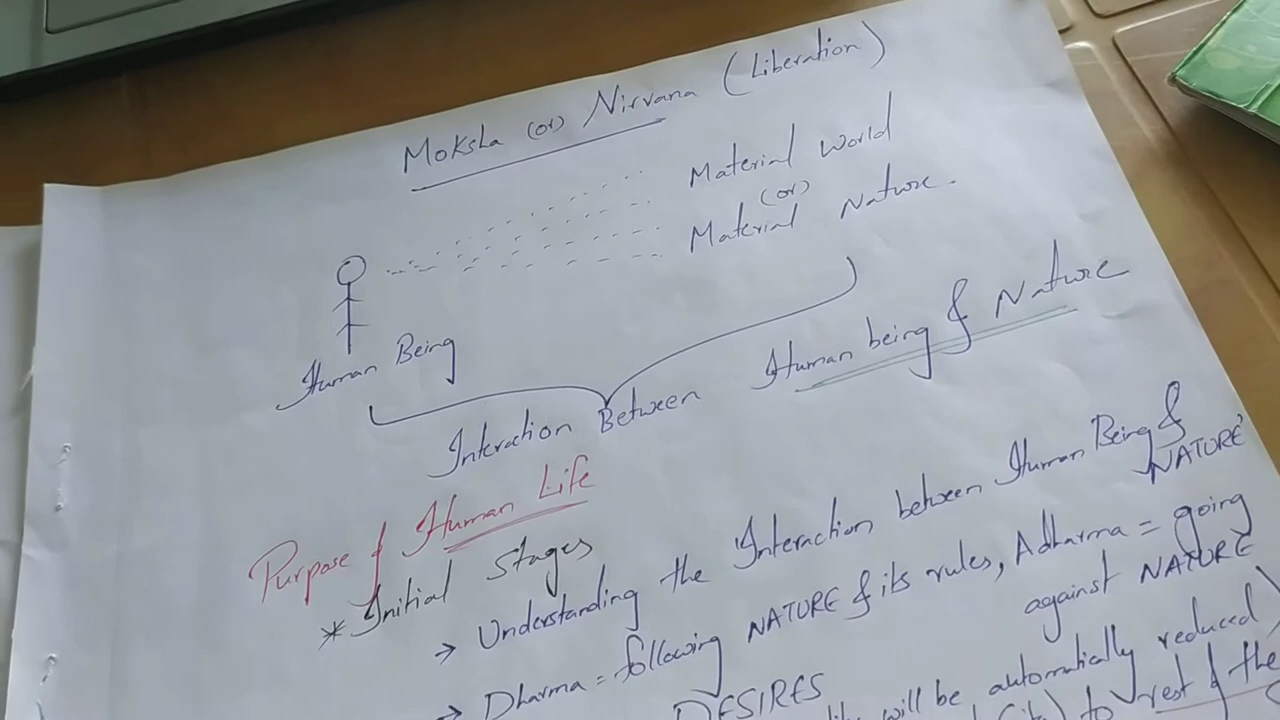 Moksha (or) Nirvana (Liberation)
Material World
(or)
Material Nature.
Human Being
Interaction Between Human being & Nature
Purpose of Human Life
* Initial stages
→ Understanding the Interaction between Human Being & NATURE
→ Dharma = following NATURE & its rules, Adharma = going against NATURE
DESIRES
will be automatically reduced
to rest of the